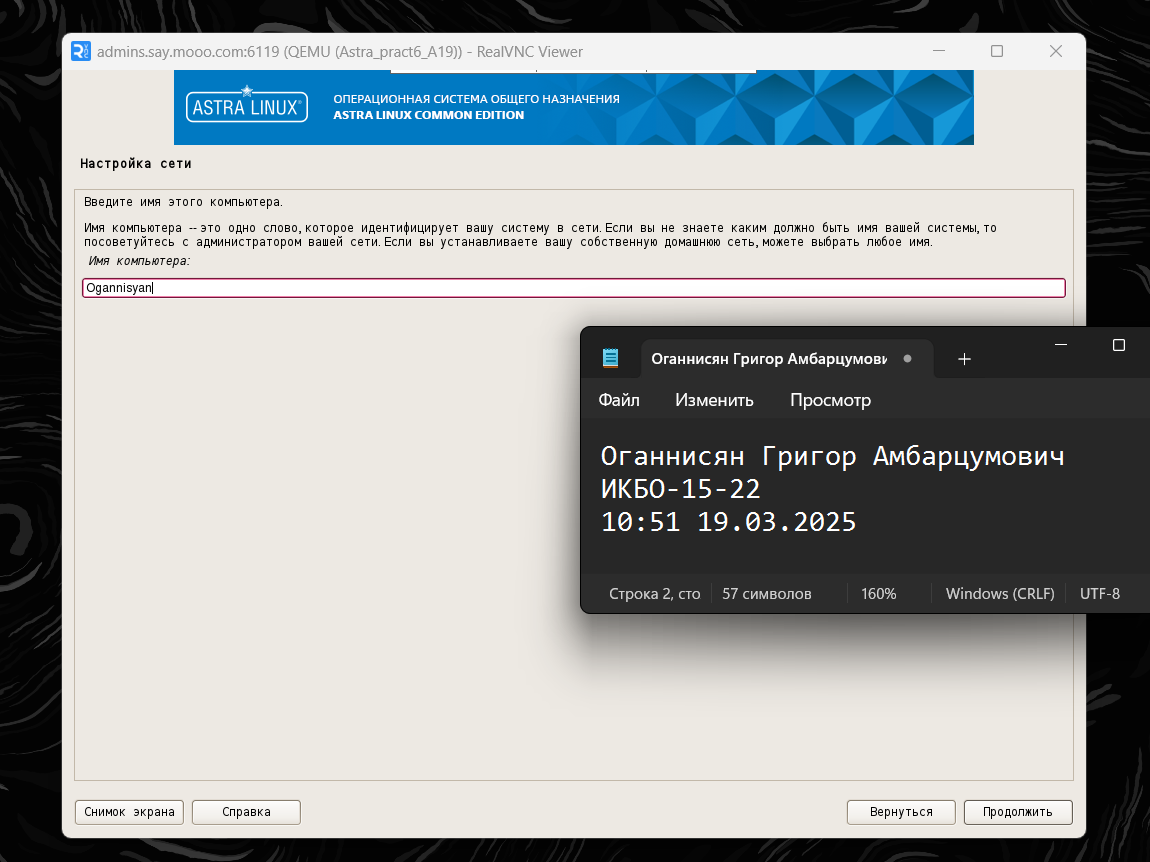 admins.say.mooo.com:6119 (QEMU (Astra_pract6_A19)) - RealVNC Viewer
ASTRA LINUX®
ОПЕРАЦИОННАЯ СИСТЕМА ОБЩЕГО НАЗНАЧЕНИЯ
ASTRA LINUX COMMON EDITION
Настройка сети
Введите имя этого компьютера.
Имя компьютера -- это одно слово, которое идентифицирует вашу систему в сети. Если вы не знаете каким должно быть имя вашей системы, то
посоветуйтесь с администратором вашей сети. Если вы устанавливаете вашу собственную домашнюю сеть, можете выбрать любое имя.
Имя компьютера:
Ogannisyan
Оганнисян Григор Амбарцумови
Файл Изменить Просмотр
Оганнисян Григор Амбарцумович
ИКБО-15-22
10:51 19.03.2025
Строка 2, сто 57 символов 160% Windows (CRLF) UTF-8
Снимок экрана Справка Вернуться Продолжить